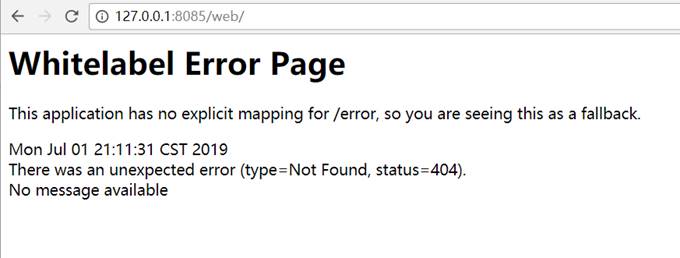 127.0.0.1:8085/web/
Whitelabel Error Page
This application has no explicit mapping for /error, so you are seeing this as a fallback.
Mon Jul 01 21:11:31 CST 2019
There was an unexpected error (type=Not Found, status=404).
No message available